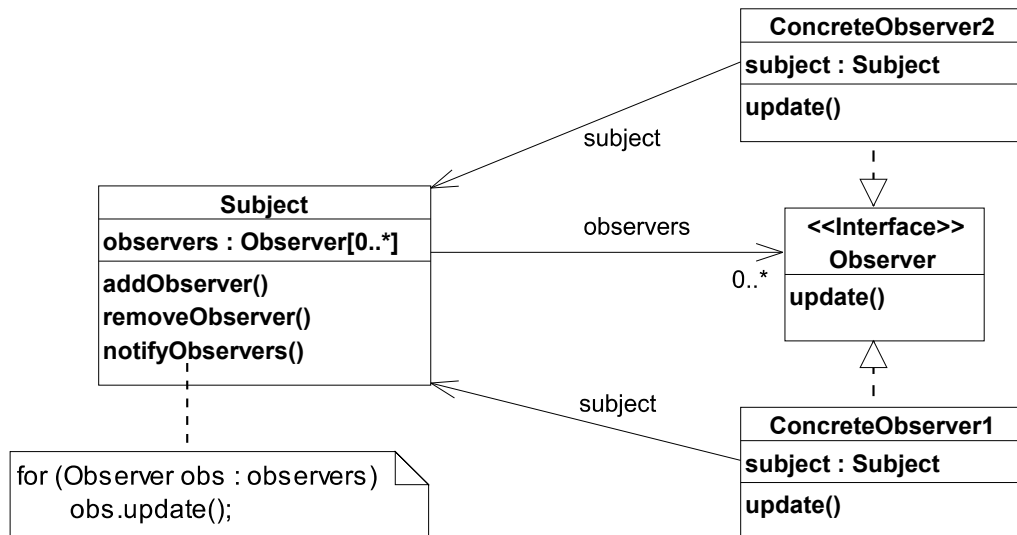 ConcreteObserver2
subject : Subject
update()
subject
Subject
observers : Observer[0..*]
addObserver()
removeObserver()
notifyObservers()
observers
0..*
<<Interface>>
Observer
update()
subject
ConcreteObserver1
subject : Subject
update()
for (Observer obs : observers)
obs.update();